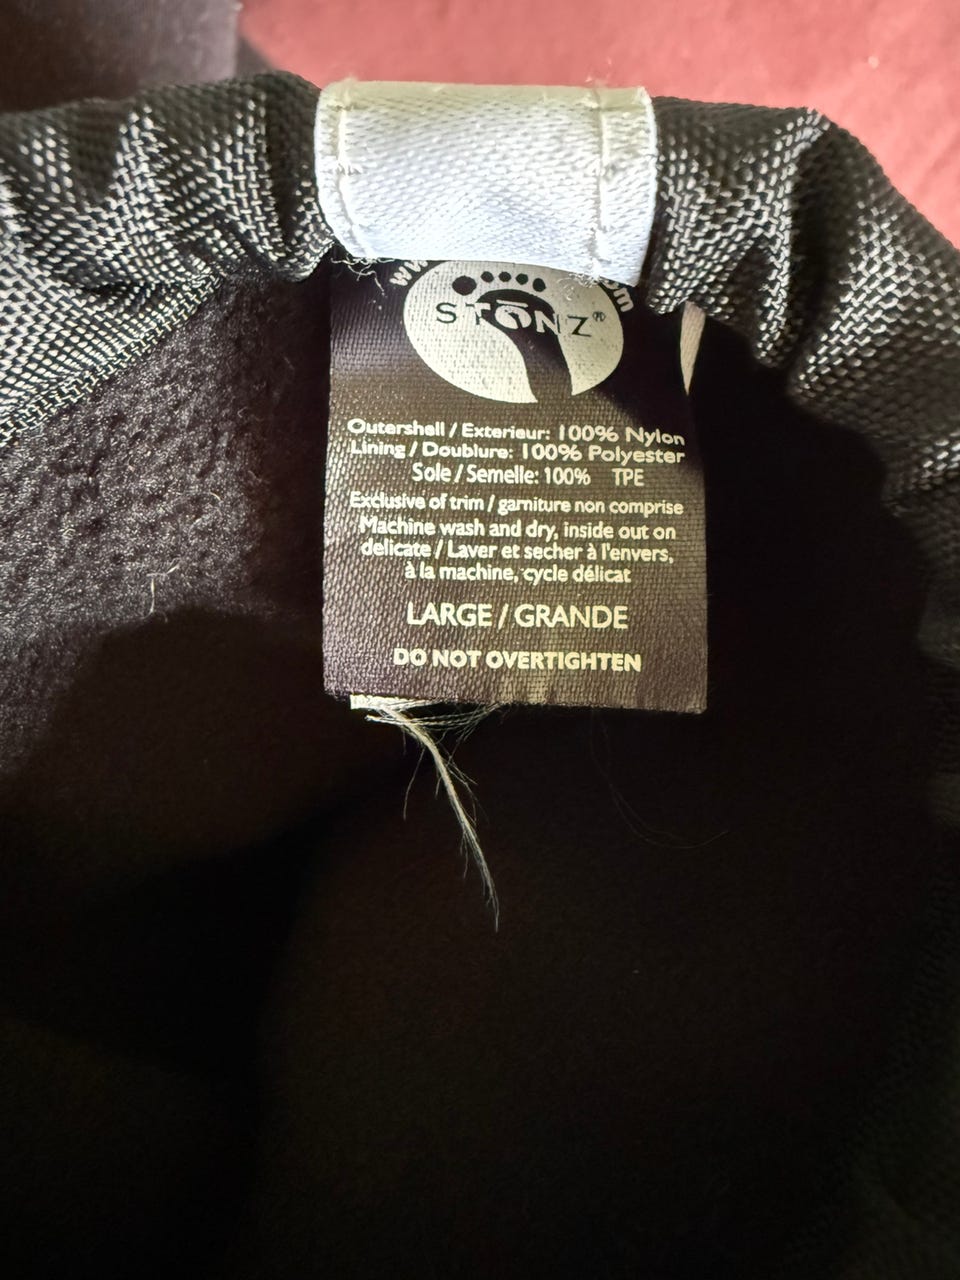 STŌNZ®
Outershell / Exterieur: 100% Nylon
Lining / Doublure: 100% Polyester
Sole / Semelle: 100% TPE
Exclusive of trim / garniture non comprise
Machine wash and dry, inside out on
delicate / Laver et secher à l'envers,
à la machine, cycle délicat
LARGE / GRANDE
DO NOT OVERTIGHTEN